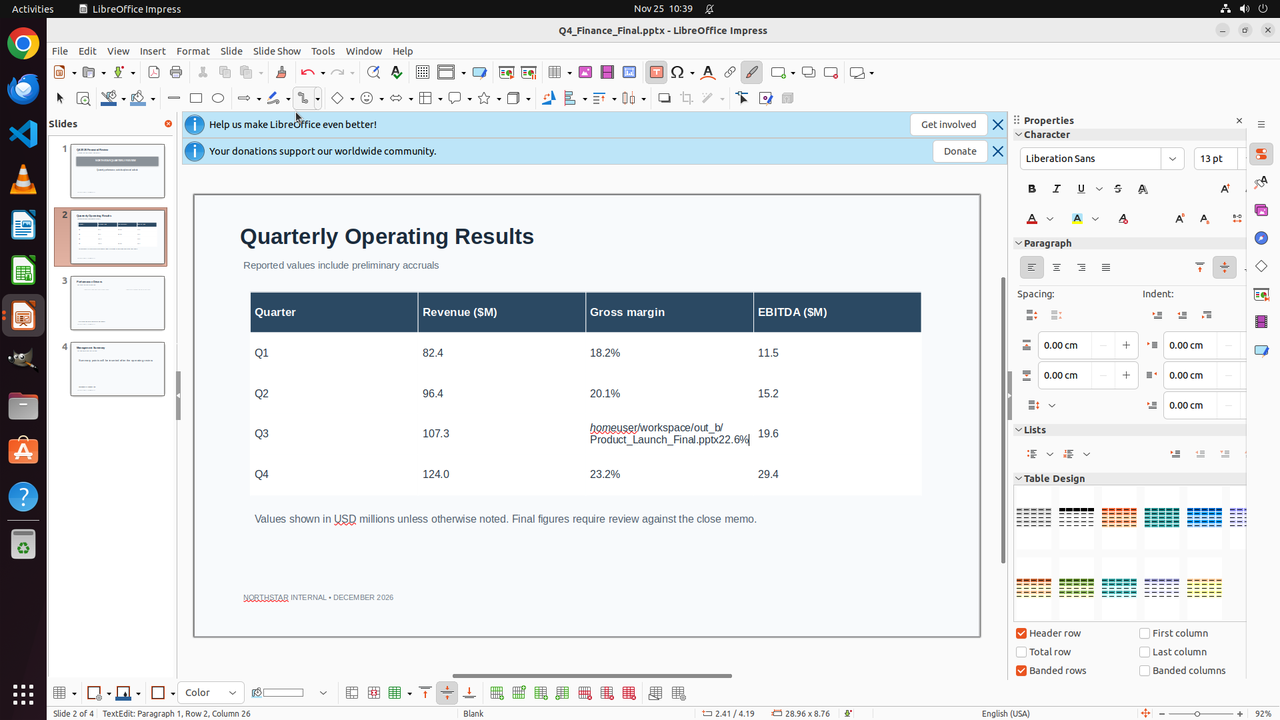 Activities
LibreOffice Impress
Nov 25 10:39
Q4_Finance_Final.pptx - LibreOffice Impress
File Edit View Insert Format Slide Slide Show Tools Window Help
Slides
Help us make LibreOffice even better!
Get involved
Your donations support our worldwide community.
Donate
1
2
3
4
Quarterly Operating Results
Reported values include preliminary accruals
Quarter Revenue ($M) Gross margin EBITDA ($M)
Q1 82.4 18.2% 11.5
Q2 96.4 20.1% 15.2
Q3 107.3 homeuser/workspace/out_b/
Product_Launch_Final.pptx22.6% 19.6
Q4 124.0 23.2% 29.4
Values shown in USD millions unless otherwise noted. Final figures require review against the close memo.
NORTHSTAR INTERNAL • DECEMBER 2026
Properties
Character
Liberation Sans
13 pt
Paragraph
Spacing: Indent:
0.00 cm 0.00 cm
0.00 cm 0.00 cm
0.00 cm
Lists
Table Design
Header row First column
Total row Last column
Banded rows Banded columns
Color
Slide 2 of 4
TextEdit: Paragraph 1, Row 2, Column 26
Blank
2.41 / 4.19
28.96 x 8.76
English (USA)
92%